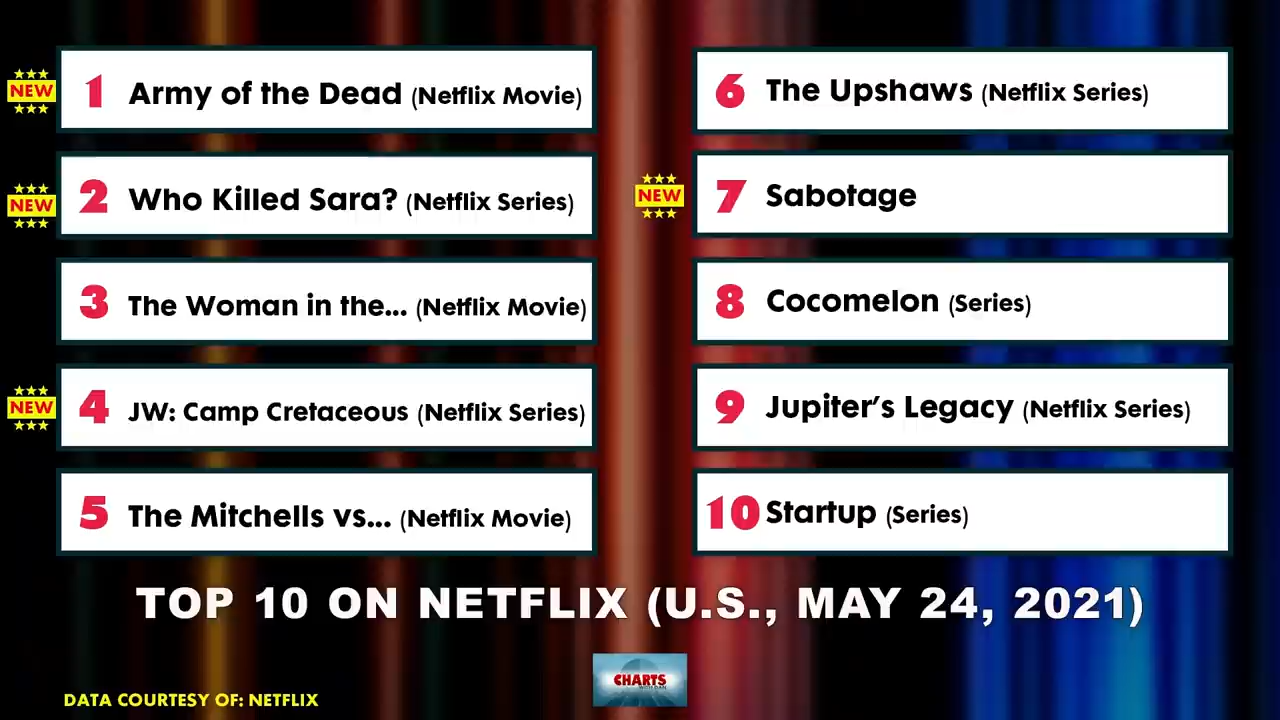 NEW
1 Army of the Dead (Netflix Movie)
NEW
2 Who Killed Sara? (Netflix Series)
3 The Woman in the... (Netflix Movie)
NEW
4 JW: Camp Cretaceous (Netflix Series)
5 The Mitchells vs... (Netflix Movie)
6 The Upshaws (Netflix Series)
NEW
7 Sabotage
8 Cocomelon (Series)
9 Jupiter's Legacy (Netflix Series)
10 Startup (Series)
TOP 10 ON NETFLIX (U.S., MAY 24, 2021)
CHARTS
WITH DAN
DATA COURTESY OF: NETFLIX